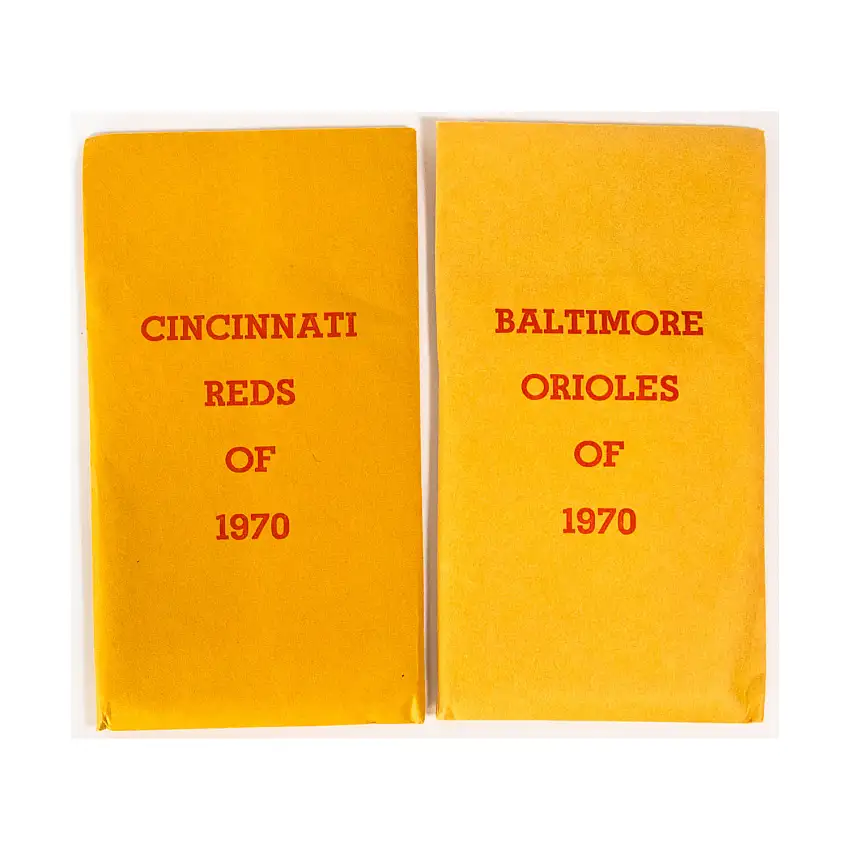 CINCINNATI
REDS
OF
1970
BALTIMORE
ORIOLES
OF
1970